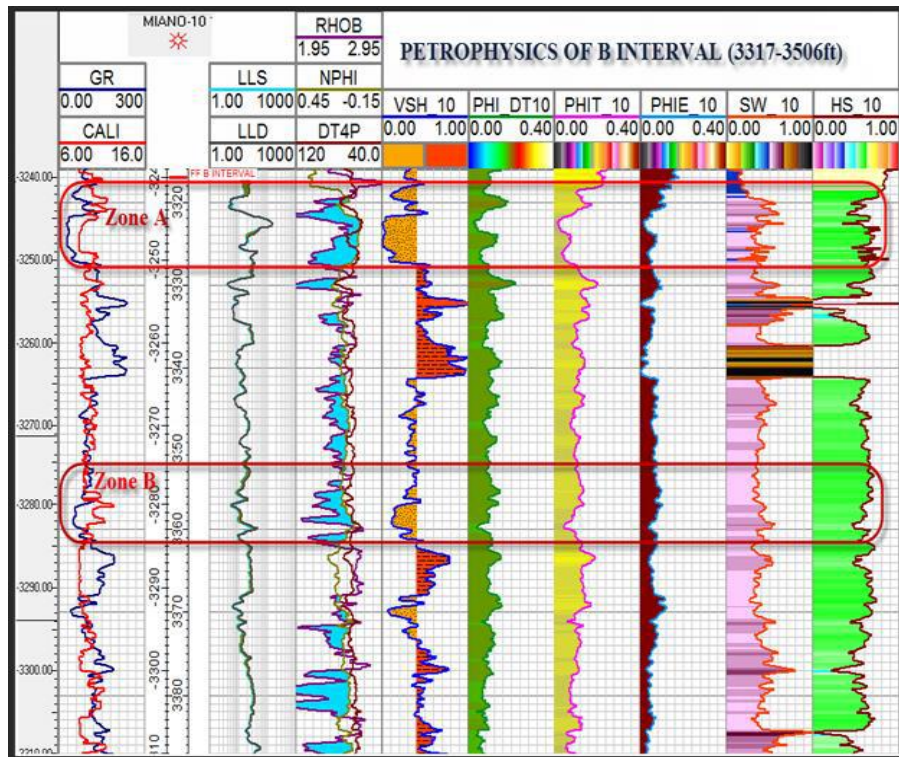 MIANO-10
RHOB
1.95 2.95
PETROPHYSICS OF B INTERVAL (3317-3506ft)
GR
0.00 300
LLS
1.00 1000
NPHI
0.45 -0.15
VSH_10
0.00 1.00
PHI_DT10
0.00 0.40
PHIT_10
0.00 0.40
PHIE_10
0.00 0.40
SW_10
0.00 1.00
HS_10
0.00 1.00
CALI
6.00 16.0
LLD
1.00 1000
DT4P
120 40.0
-3240.00
-324
FF B INTERVAL
3320
Zone A
-3250.00
-3250
3330
-3260.00
-3260
3340
-3270.00
-3270
3350
Zone B
-3280.00
-3280
3360
-3290.00
-3290
3370
-3300.00
-3300
3380